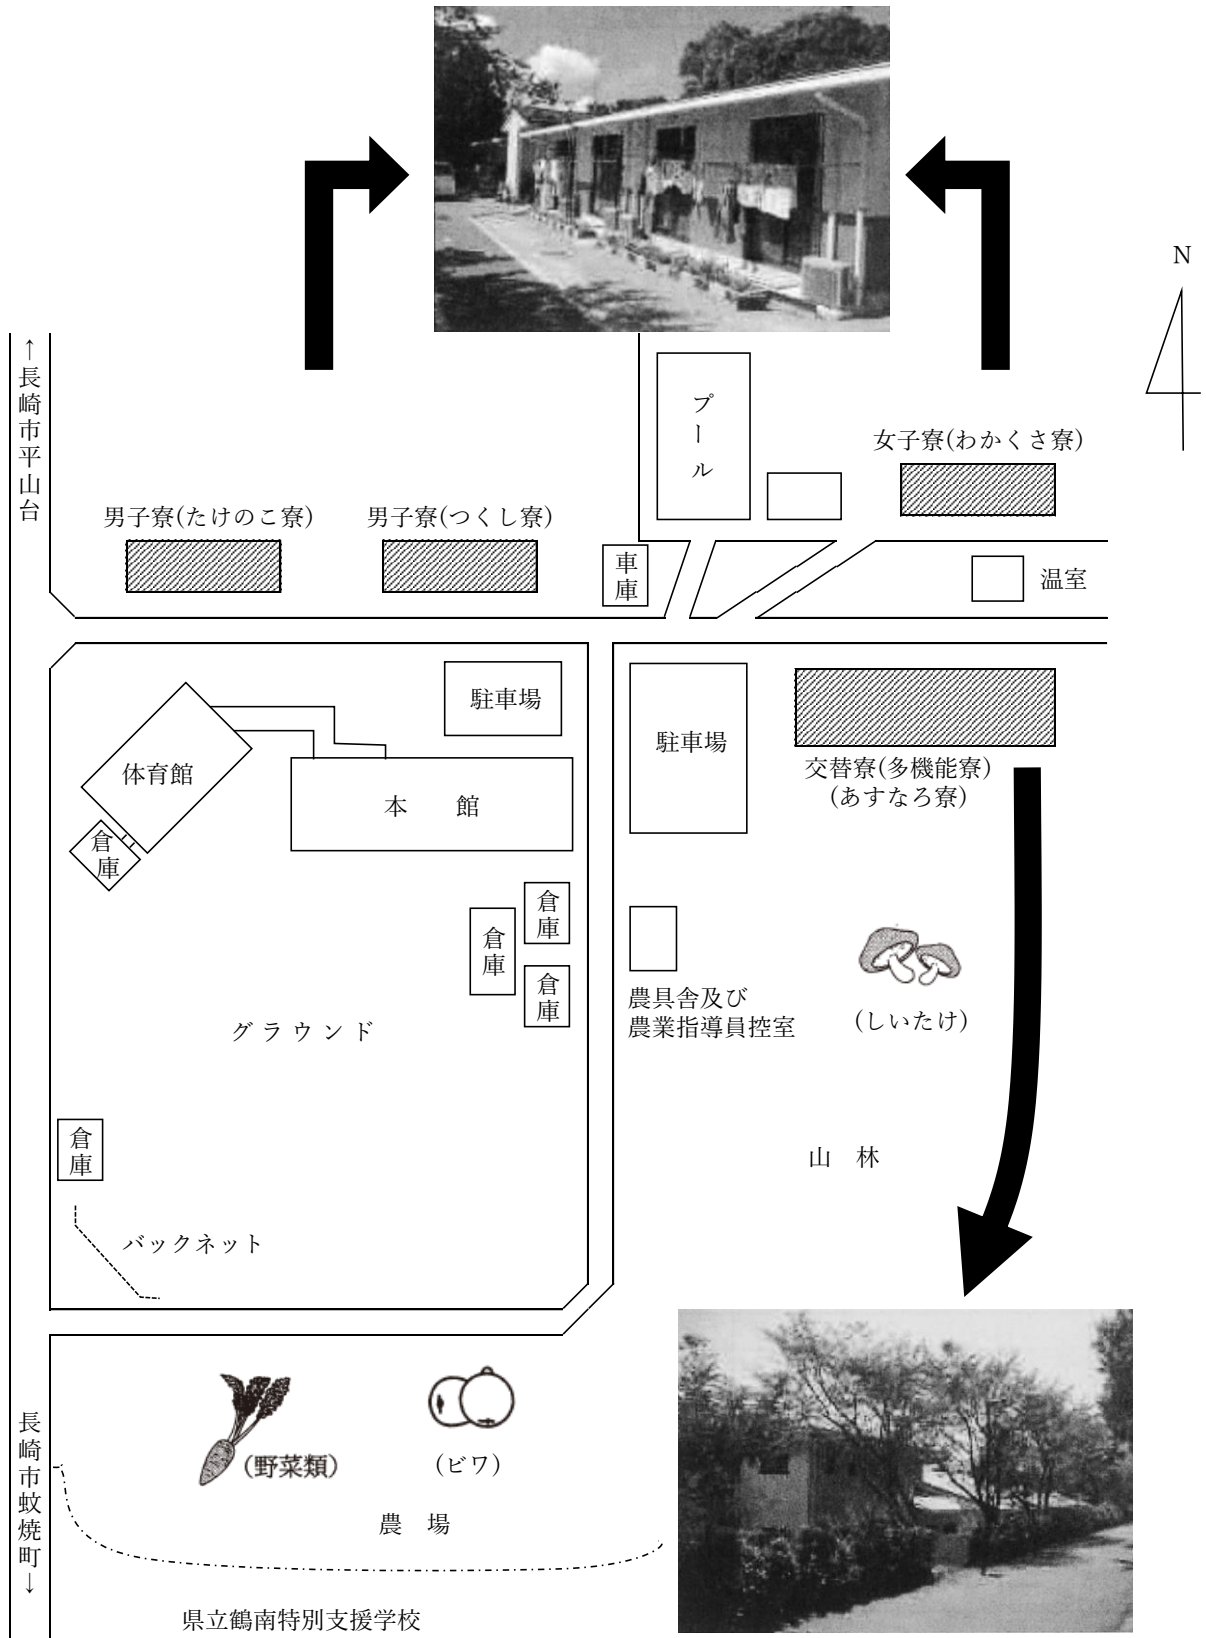 N
↑長崎市平山台
プール
女子寮(わかくさ寮)
男子寮(たけのこ寮)
男子寮(つくし寮)
車庫
温室
駐車場
駐車場
体育館
本　館
倉庫
交替寮(多機能寮)
(あすなろ寮)
倉庫
倉庫
倉庫
農具舎及び
農業指導員控室
(しいたけ)
グラウンド
倉庫
山　林
バックネット
長崎市蚊焼町↓
(野菜類)
(ビワ)
農　場
県立鶴南特別支援学校